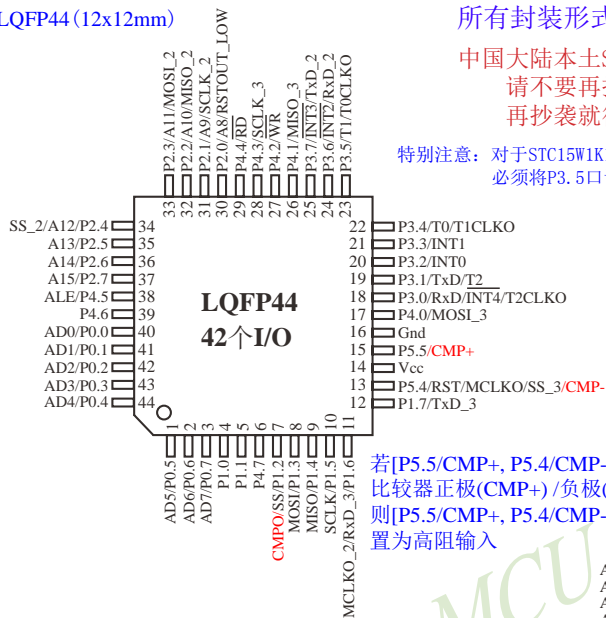 LQFP44(12x12mm)
所有封装形式
中国大陆本土S
请不要再
再抄袭就
特别注意：对于STC15W1K
必须将P3.5口
P2.3/A11/MOSI_2
P2.2/A10/MISO_2
P2.1/A9/SCLK_2
P2.0/A8/RSTOUT_LOW
P4.4/RD
P4.3/SCLK_3
P4.2/WR
P4.1/MISO_3
P3.7/INT3/TxD_2
P3.6/INT2/RxD_2
P3.5/T1/T0CLKO
33
32
31
30
29
28
27
26
25
24
23
SS_2/A12/P2.4 34
A13/P2.5 35
A14/P2.6 36
A15/P2.7 37
ALE/P4.5 38
P4.6 39
AD0/P0.0 40
AD1/P0.1 41
AD2/P0.2 42
AD3/P0.3 43
AD4/P0.4 44
LQFP44
42个I/O
22 P3.4/T0/T1CLKO
21 P3.3/INT1
20 P3.2/INT0
19 P3.1/TxD/T2
18 P3.0/RxD/INT4/T2CLKO
17 P4.0/MOSI_3
16 Gnd
15 P5.5/CMP+
14 Vcc
13 P5.4/RST/MCLKO/SS_3/CMP-
12 P1.7/TxD_3
1
2
3
4
5
6
7
8
9
10
11
AD5/P0.5
AD6/P0.6
AD7/P0.7
P1.0
P1.1
P4.7
CMPO/SS/P1.2
MOSI/P1.3
MISO/P1.4
SCLK/P1.5
MCLKO_2/RxD_3/P1.6
若[P5.5/CMP+, P5.4/CMP-
比较器正极(CMP+) /负极(
则[P5.5/CMP+, P5.4/CMP-
置为高阻输入
MCU